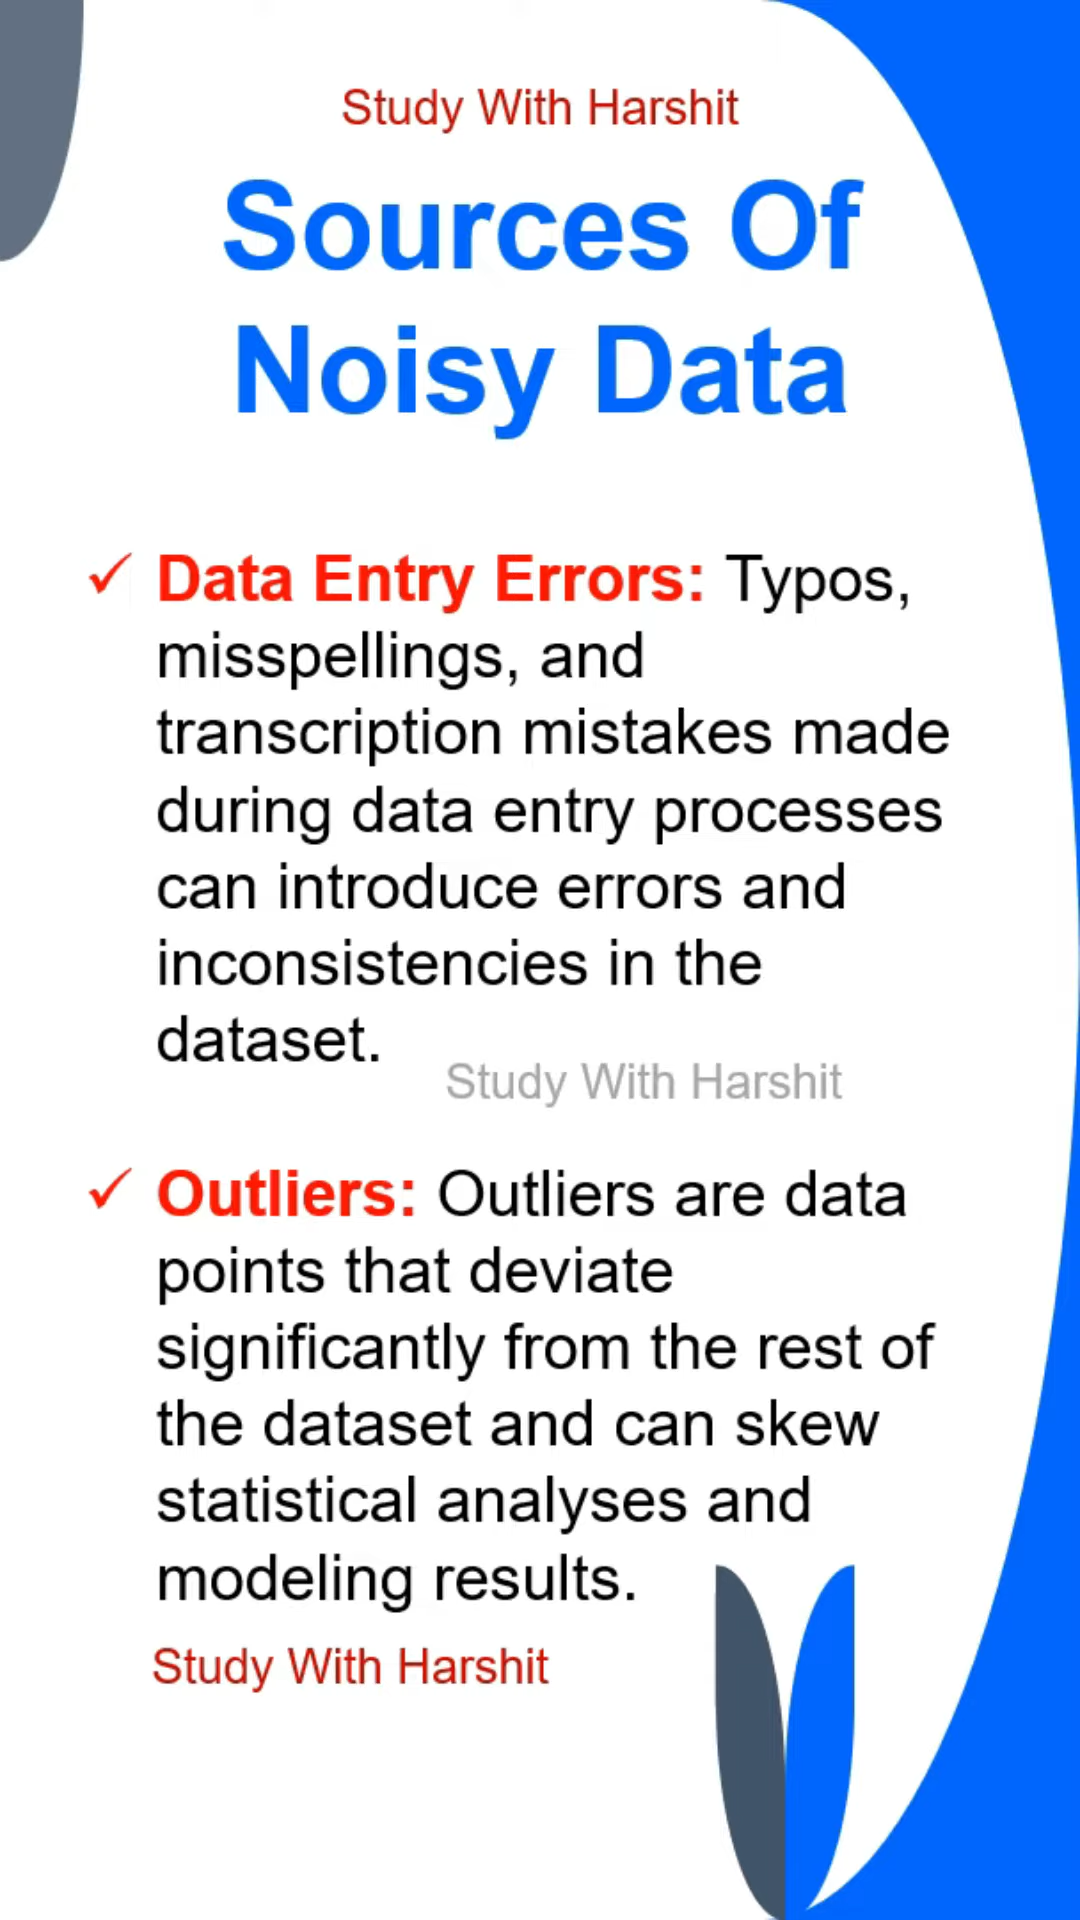 Study With Harshit
Sources Of
Noisy Data
✓ Data Entry Errors: Typos,
misspellings, and
transcription mistakes made
during data entry processes
can introduce errors and
inconsistencies in the
dataset.
Study With Harshit
✓ Outliers: Outliers are data
points that deviate
significantly from the rest of
the dataset and can skew
statistical analyses and
modeling results.
Study With Harshit